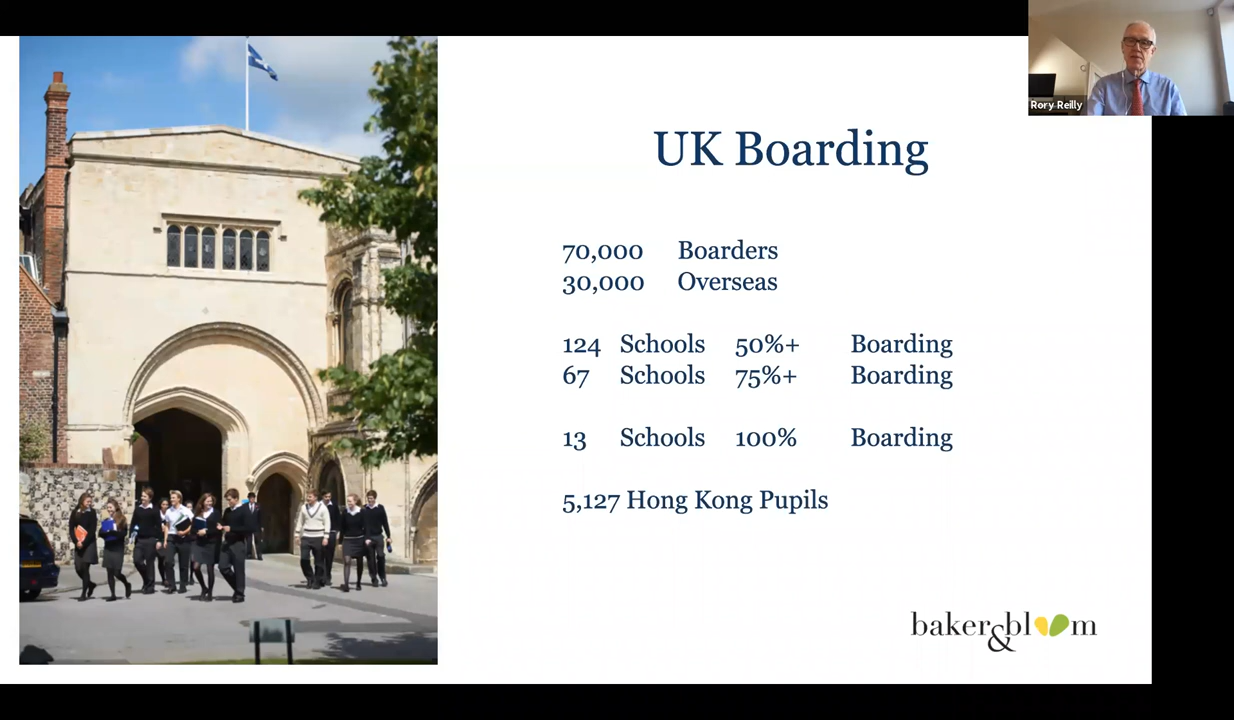 Rory Reilly
UK Boarding
70,000 Boarders
30,000 Overseas
124 Schools 50%+ Boarding
67 Schools 75%+ Boarding
13 Schools 100% Boarding
5,127 Hong Kong Pupils
baker&bloom